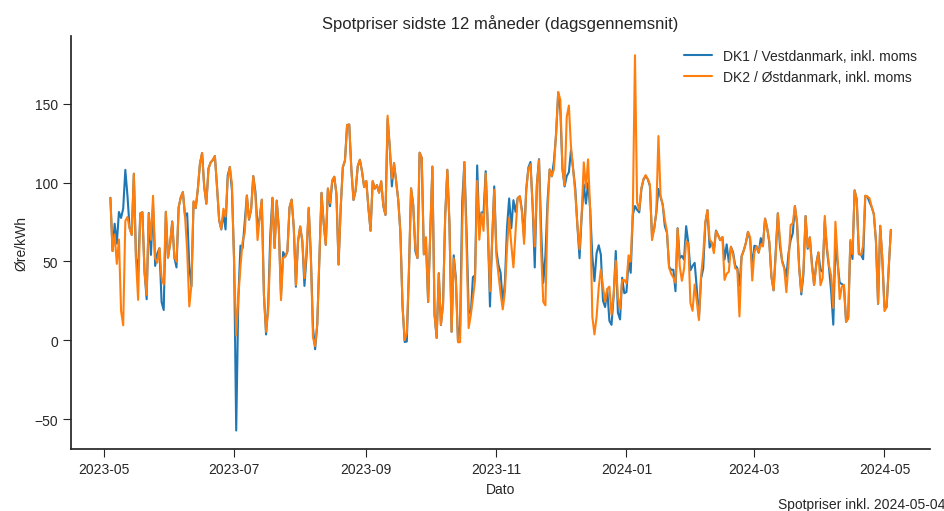 Spotpriser sidste 12 måneder (dagsgennemsnit)
DK1 / Vestdanmark, inkl. moms
DK2 / Østdanmark, inkl. moms
150
100
50
0
−50
Øre/kWh
2023-05 2023-07 2023-09 2023-11 2024-01 2024-03 2024-05
Dato
Spotpriser inkl. 2024-05-04